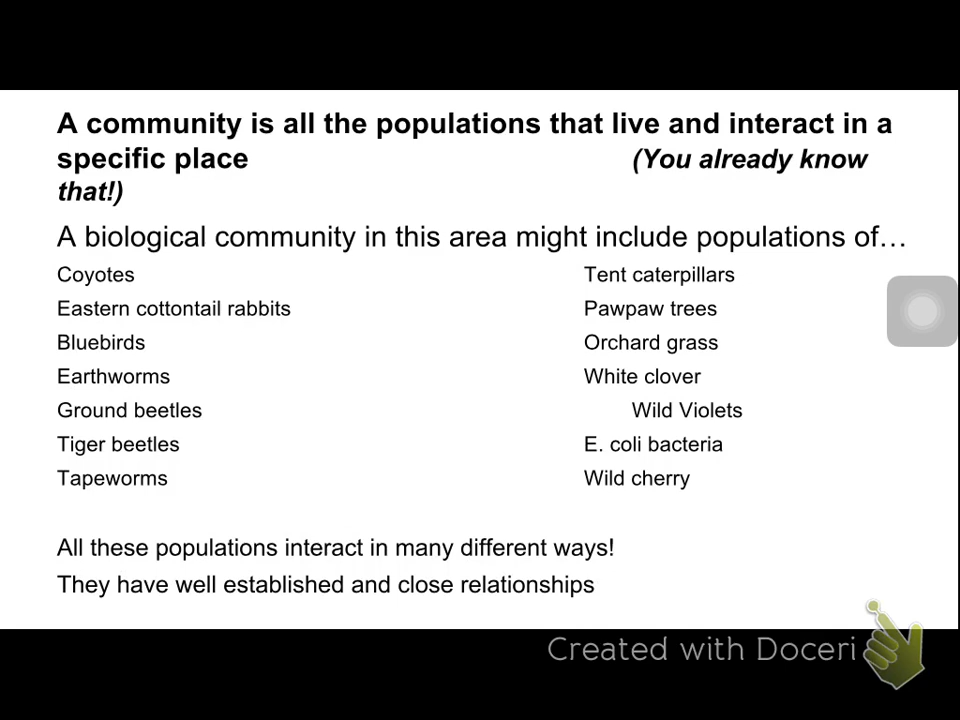 A community is all the populations that live and interact in a
specific place (You already know
that!)
A biological community in this area might include populations of…
Coyotes Tent caterpillars
Eastern cottontail rabbits Pawpaw trees
Bluebirds Orchard grass
Earthworms White clover
Ground beetles Wild Violets
Tiger beetles E. coli bacteria
Tapeworms Wild cherry
All these populations interact in many different ways!
They have well established and close relationships
Created with Doceri